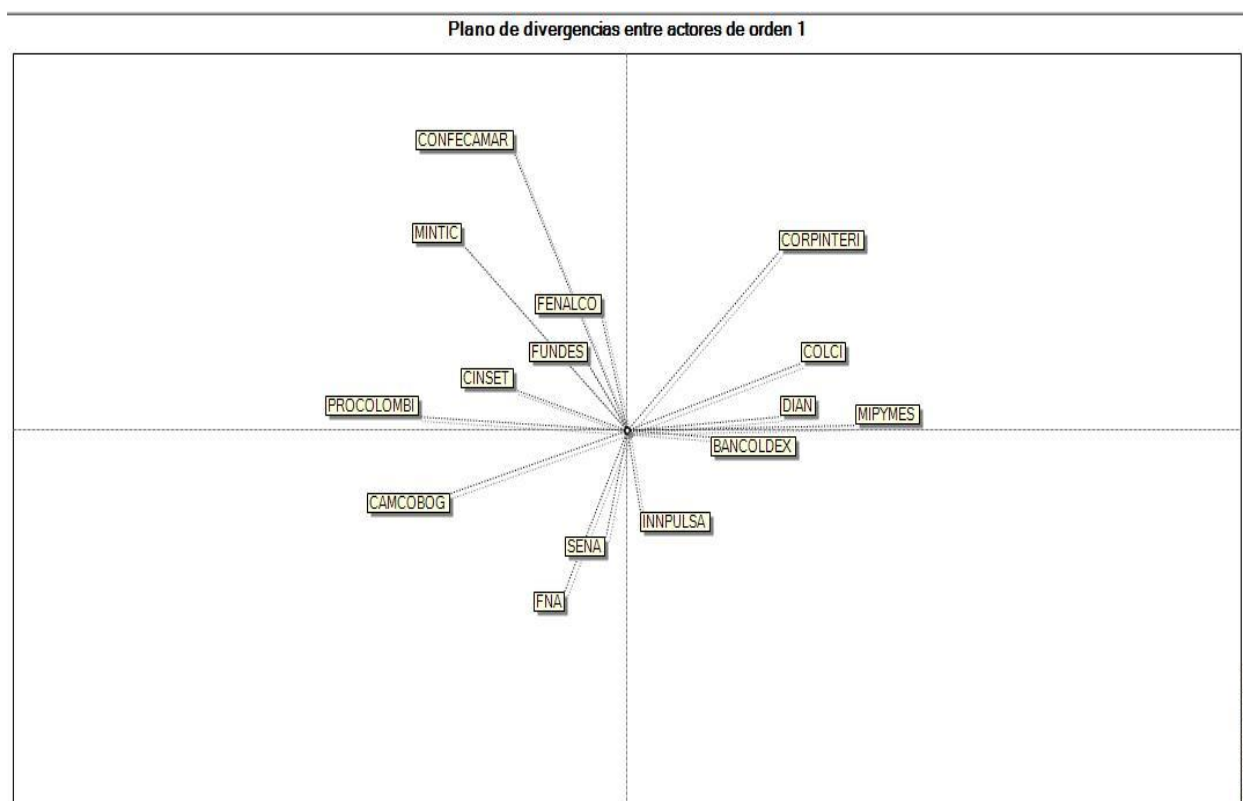 Plano de divergencias entre actores de orden 1
CONFECAMAR
MINTIC
CORPINTERI
FENALCO
FUNDES
COLCI
CINSET
PROCOLOMBI
DIAN
MIPYMES
BANCOLDEX
CAMCOBOG
INNPULSA
SENA
FNA